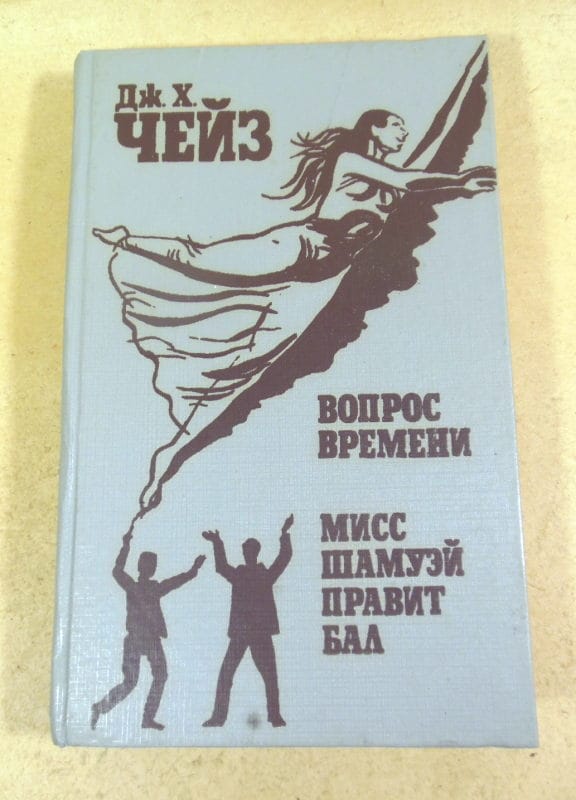 Дж. Х.
ЧЕЙЗ
ВОПРОС
ВРЕМЕНИ
МИСС
ШАМУЭЙ
ПРАВИТ
БАЛ